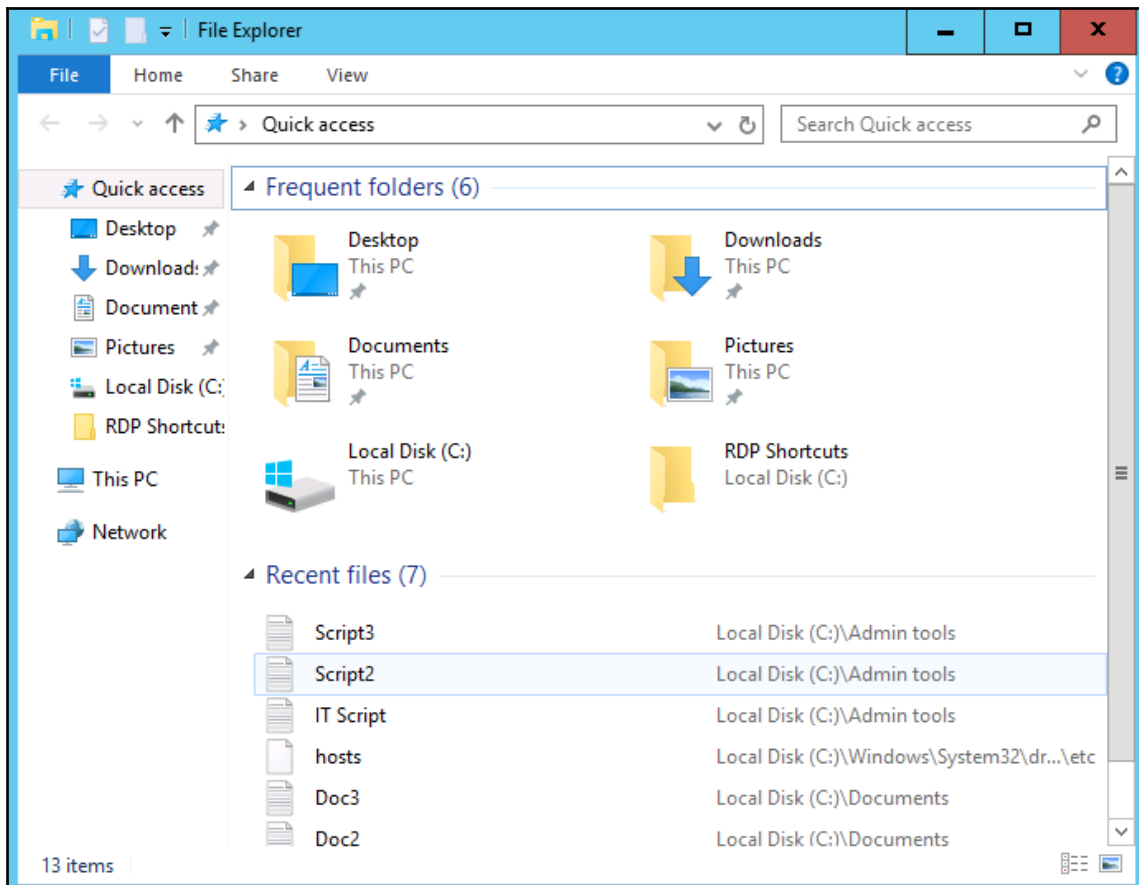 File Explorer
File Home Share View
Quick access
Search Quick access
Quick access
Desktop
Download:
Document
Pictures
Local Disk (C:
RDP Shortcut:
This PC
Network
Frequent folders (6)
Desktop
This PC
Downloads
This PC
Documents
This PC
Pictures
This PC
Local Disk (C:)
This PC
RDP Shortcuts
Local Disk (C:)
Recent files (7)
Script3 Local Disk (C:)\Admin tools
Script2 Local Disk (C:)\Admin tools
IT Script Local Disk (C:)\Admin tools
hosts Local Disk (C:)\Windows\System32\dr...\etc
Doc3 Local Disk (C:)\Documents
Doc2 Local Disk (C:)\Documents
13 items